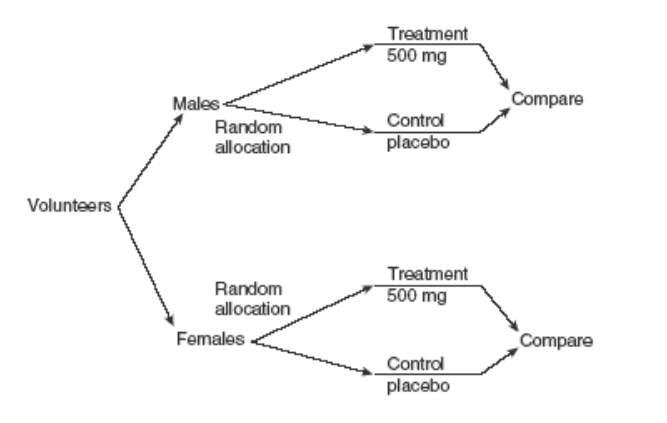 Treatment
500 mg
Males
Compare
Random
allocation
Control
placebo
Volunteers
Treatment
500 mg
Random
allocation
Females
Compare
Control
placebo